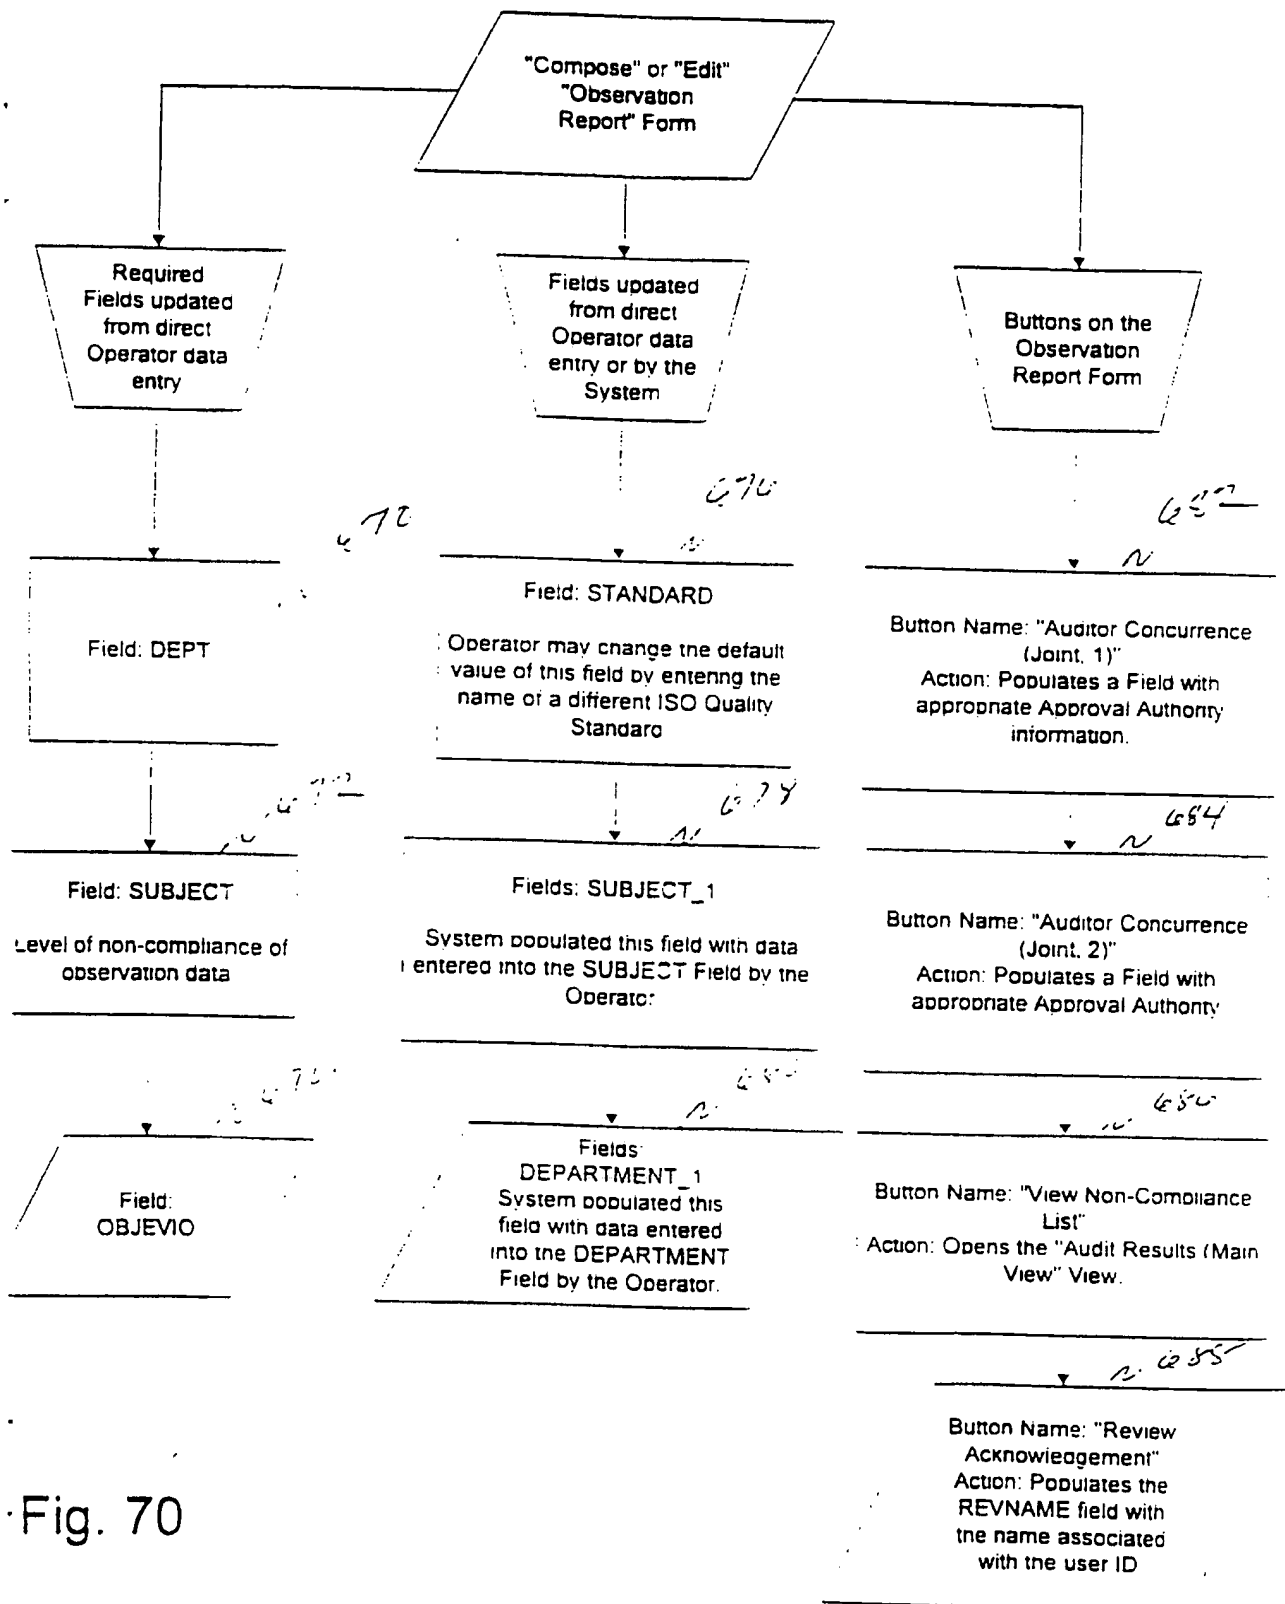 "Compose" or "Edit"
"Observation
Report" Form
Required
Fields updated
from direct
Operator data
entry
Fields updated
from direct
Operator data
entry or by the
System
Buttons on the
Observation
Report Form
Field: DEPT
Field: SUBJECT
Level of non-compliance of
observation data
Field:
OBJEVIO
Field: STANDARD
Operator may change the default
value of this field by entering the
name of a different ISO Quality
Standard
678
Fields: SUBJECT_1
System populated this field with data
entered into the SUBJECT Field by the
Operator.
Fields:
DEPARTMENT_1
System populated this
field with data entered
into the DEPARTMENT
Field by the Operator.
Button Name: "Auditor Concurrence
(Joint, 1)"
Action: Populates a Field with
appropriate Approval Authority
information.
684
Button Name: "Auditor Concurrence
(Joint, 2)"
Action: Populates a Field with
appropriate Approval Authority
Button Name: "View Non-Compliance
List"
Action: Opens the "Audit Results (Main
View" View.
Button Name: "Review
Acknowledgement"
Action: Populates the
REVNAME field with
the name associated
with the user ID
Fig. 70